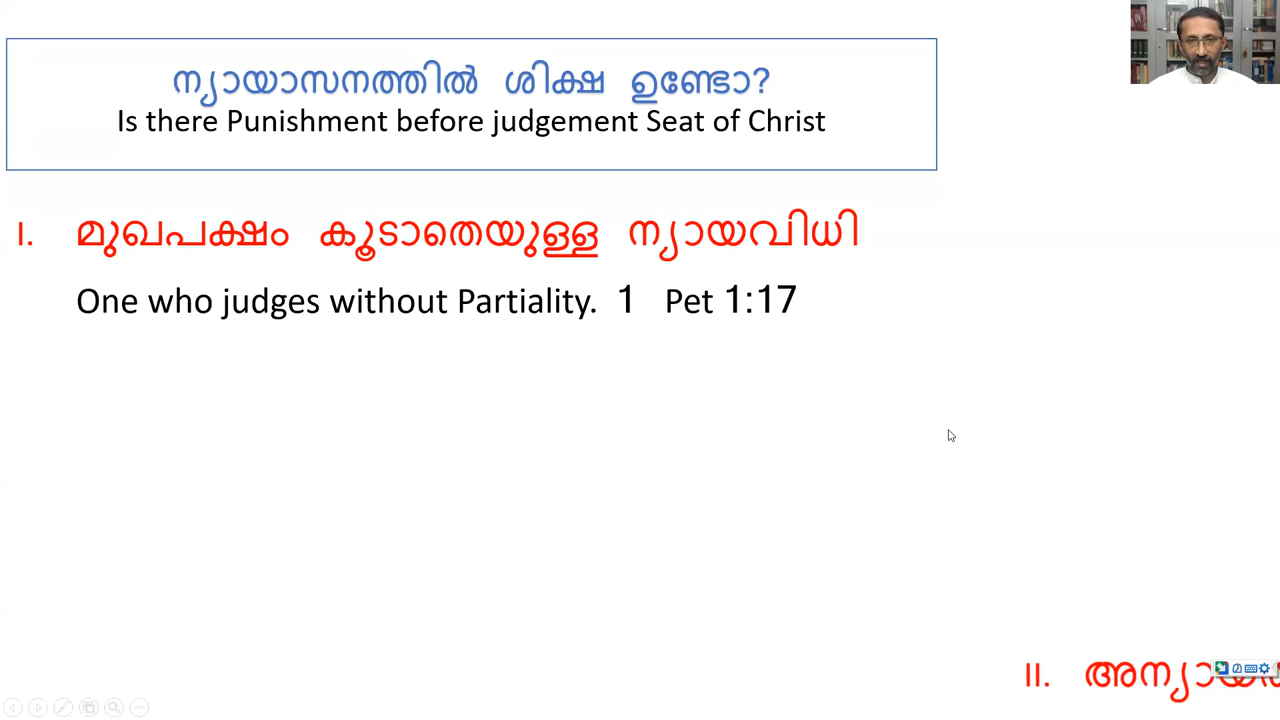 ന്യായാസനത്തിൽ ശിക്ഷ ഉണ്ടോ?
Is there Punishment before judgement Seat of Christ
I. മുഖപക്ഷം കൂടാതെയുള്ള ന്യായവിധി
One who judges without Partiality. 1 Pet 1:17
II.